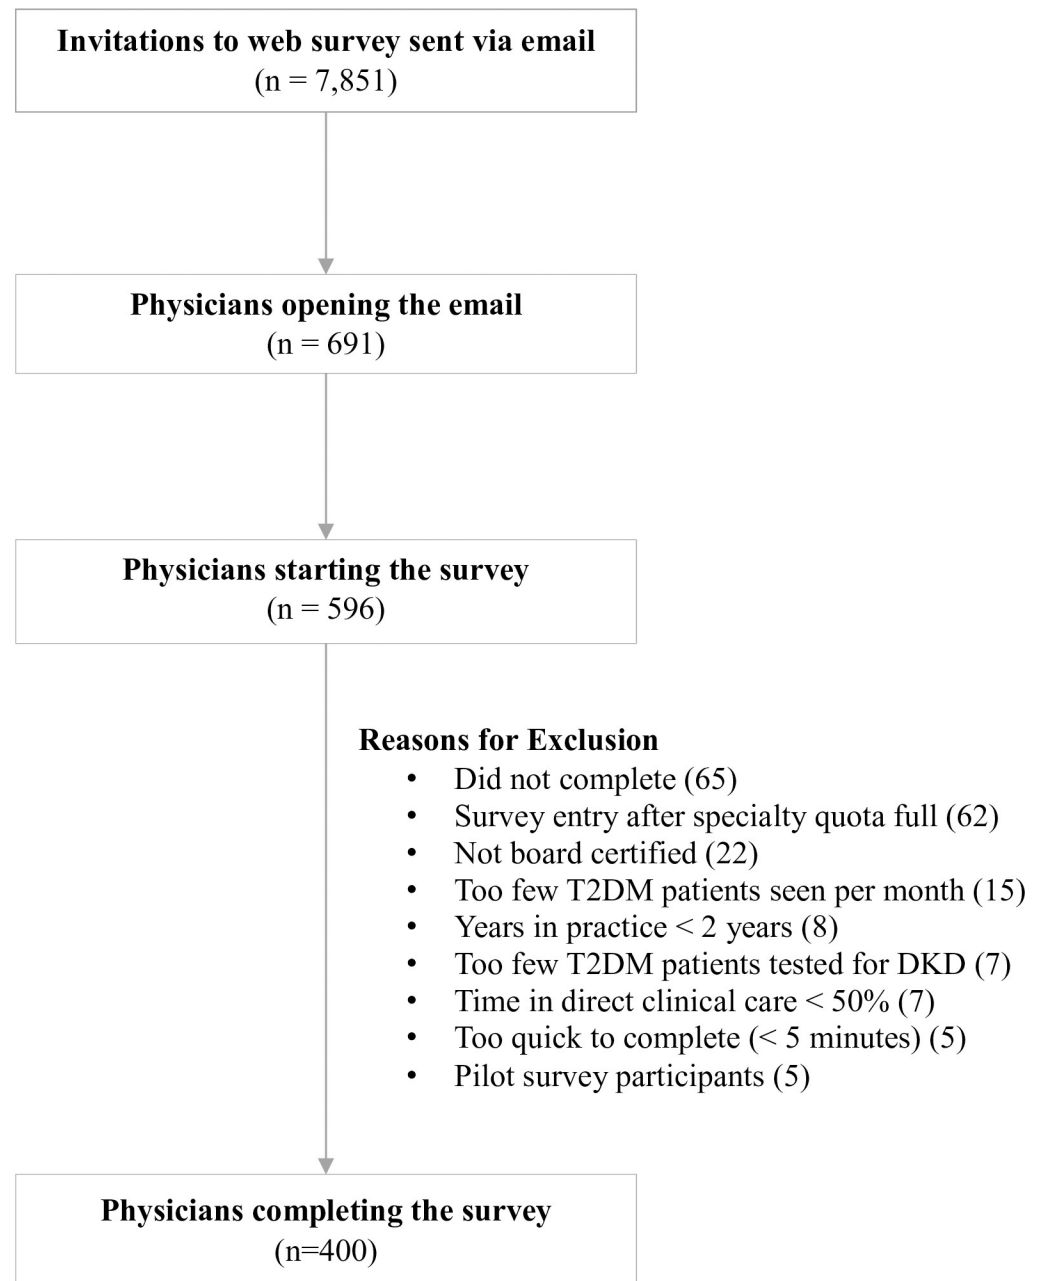 Invitations to web survey sent via email
(n = 7,851)
Physicians opening the email
(n = 691)
Physicians starting the survey
(n = 596)
Reasons for Exclusion
• Did not complete (65)
• Survey entry after specialty quota full (62)
• Not board certified (22)
• Too few T2DM patients seen per month (15)
• Years in practice < 2 years (8)
• Too few T2DM patients tested for DKD (7)
• Time in direct clinical care < 50% (7)
• Too quick to complete (< 5 minutes) (5)
• Pilot survey participants (5)
Physicians completing the survey
(n=400)